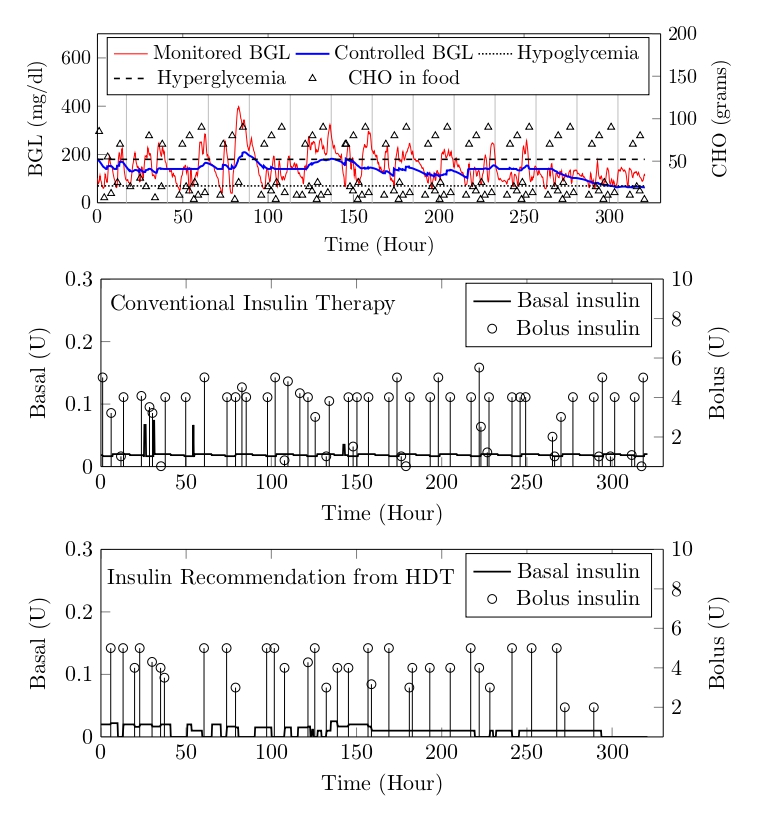 Monitored BGL Controlled BGL Hypoglycemia
Hyperglycemia CHO in food
BGL (mg/dl)
600
400
200
0
200
150
100
50
CHO (grams)
0 50 100 150 200 250 300
Time (Hour)
Conventional Insulin Therapy
Basal insulin
Bolus insulin
Basal (U)
0.3
0.2
0.1
0
10
8
6
4
2
Bolus (U)
0 50 100 150 200 250 300
Time (Hour)
Insulin Recommendation from HDT
Basal insulin
Bolus insulin
Basal (U)
0.3
0.2
0.1
0
10
8
6
4
2
Bolus (U)
0 50 100 150 200 250 300
Time (Hour)